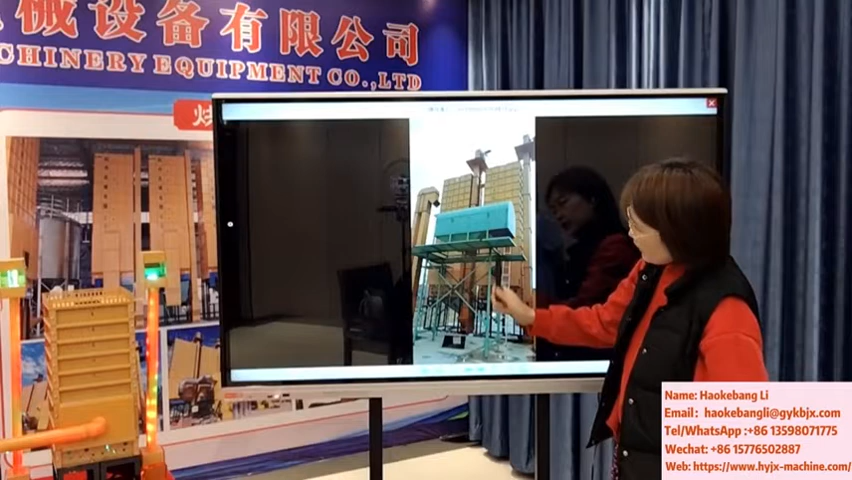 械设备有限公司
CHINERY EQUIPMENT CO.,LTD
Name: Haokebang Li
Email: haokebangli@gykbjx.com
Tel/WhatsApp :+86 13598071775
Wechat: +86 15776502887
Web: https://www.hyjx-machine.com/